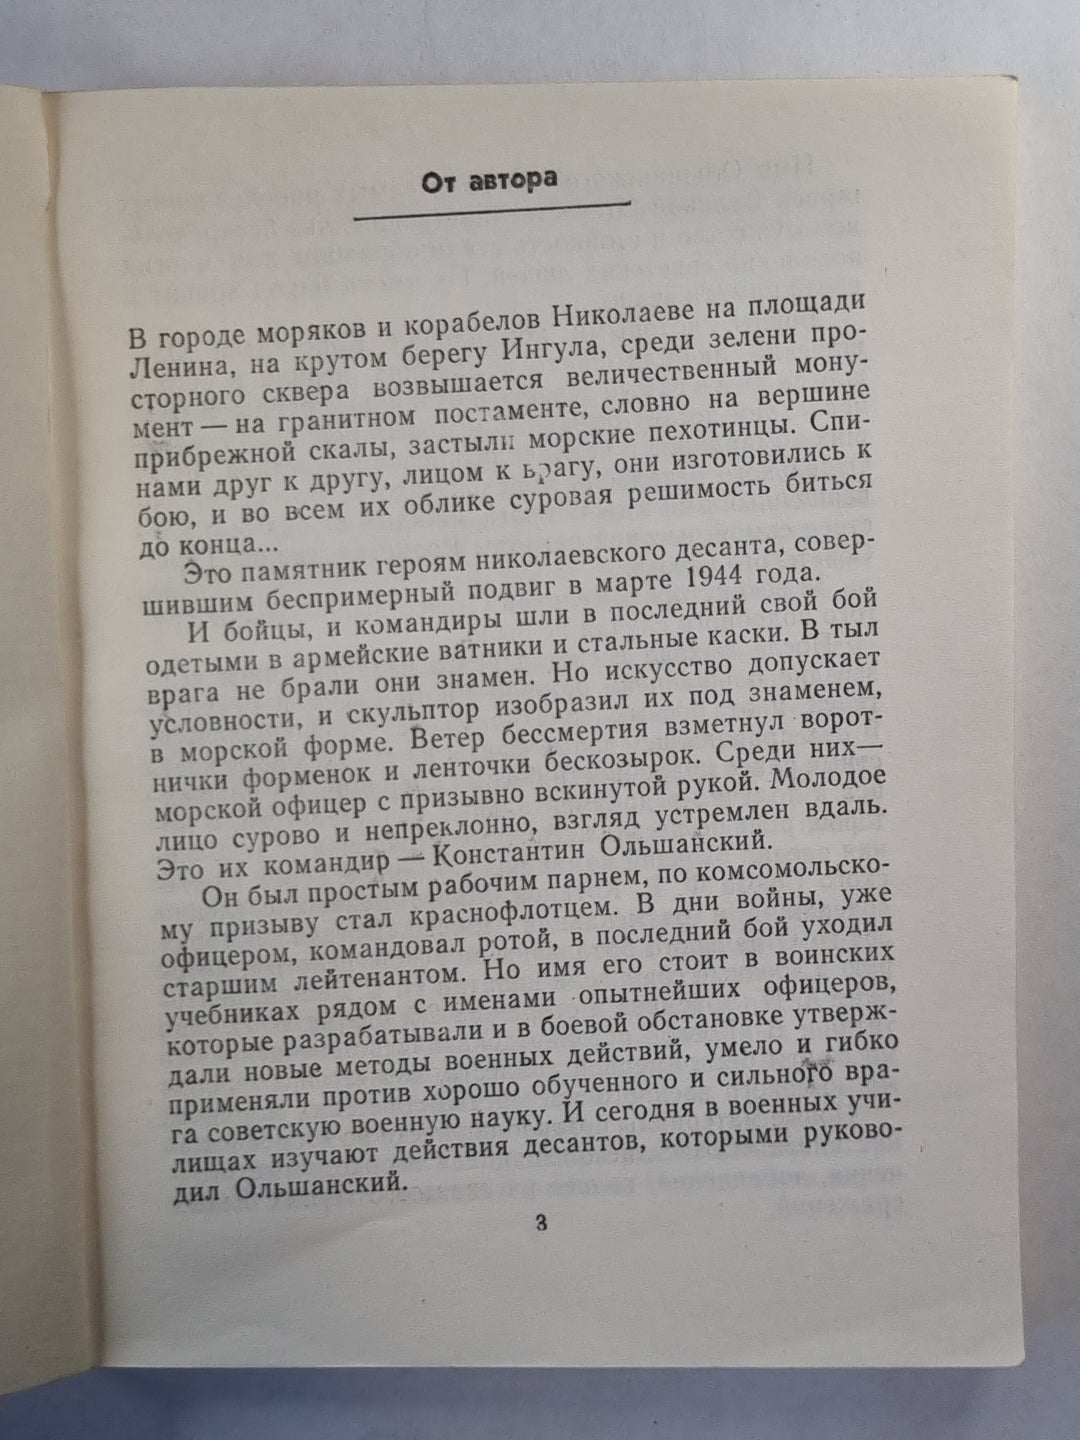 От автора
В городе моряков и корабелов Николаеве на площади
Ленина, на крутом берегу Ингула, среди зелени про-
сторного сквера возвышается величественный мону-
мент — на гранитном постаменте, словно на вершине
прибрежной скалы, застыли морские пехотинцы. Спи-
нами друг к другу, лицом к врагу, они изготовились к
бою, и во всем их облике суровая решимость биться
до конца...
Это памятник героям николаевского десанта, совер-
шившим беспримерный подвиг в марте 1944 года.
И бойцы, и командиры шли в последний свой бой
одетыми в армейские ватники и стальные каски. В тыл
врага не брали они знамен. Но искусство допускает
условности, и скульптор изобразил их под знаменем,
в морской форме. Ветер бессмертия взметнул ворот-
нички форменок и ленточки бескозырок. Среди них—
морской офицер с призывно вскинутой рукой. Молодое
лицо сурово и непреклонно, взгляд устремлен вдаль.
Это их командир — Константин Ольшанский.
Он был простым рабочим парнем, по комсомольско-
му призыву стал краснофлотцем. В дни войны, уже
офицером, командовал ротой, в последний бой уходил
старшим лейтенантом. Но имя его стоит в воинских
учебниках рядом с именами опытнейших офицеров,
которые разрабатывали и в боевой обстановке утверж-
дали новые методы военных действий, умело и гибко
применяли против хорошо обученного и сильного вра-
га советскую военную науку. И сегодня в военных учи-
лищах изучают действия десантов, которыми руково-
дил Ольшанский.
3